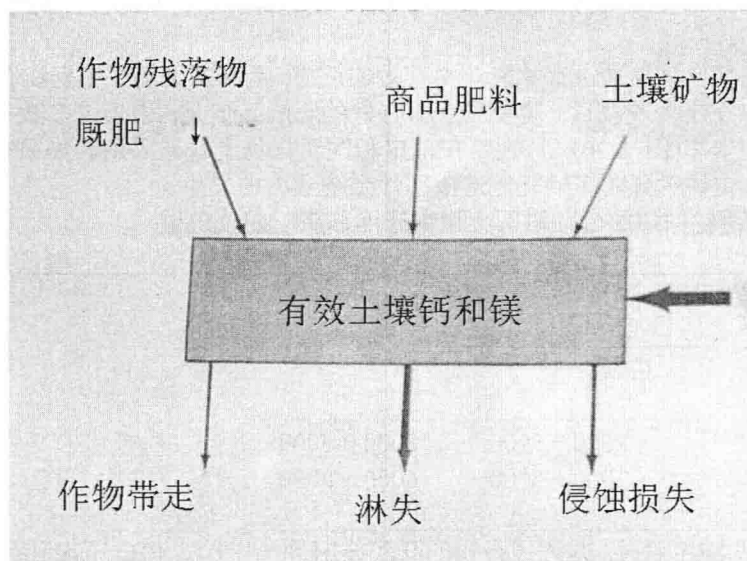 作物残落物
厩肥
商品肥料
土壤矿物
有效土壤钙和镁
作物带走
淋失
侵蚀损失